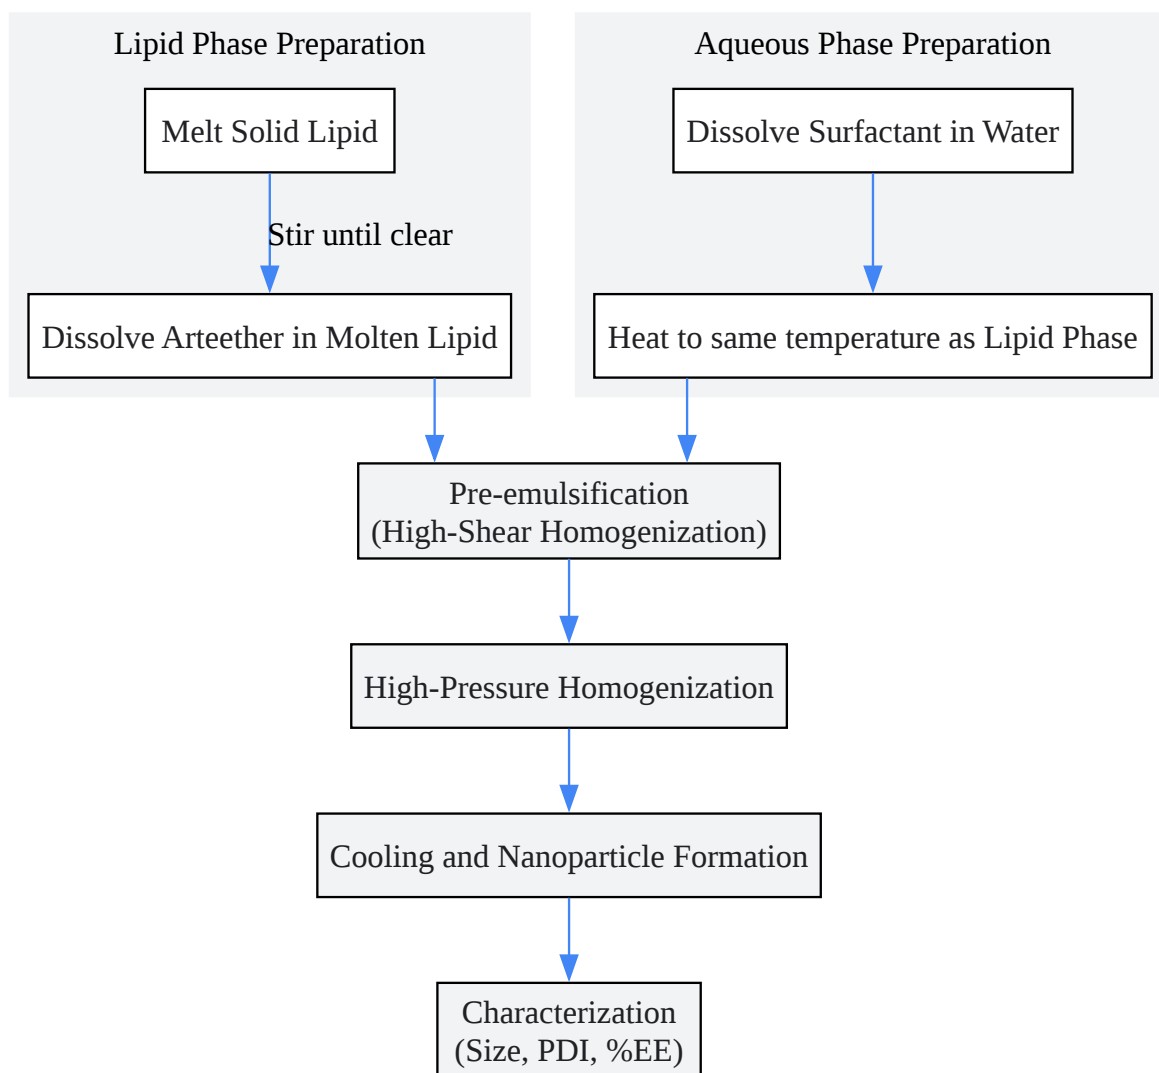 Lipid Phase Preparation
Aqueous Phase Preparation
Melt Solid Lipid
Dissolve Surfactant in Water
Stir until clear
Dissolve Arteether in Molten Lipid
Heat to same temperature as Lipid Phase
Pre-emulsification
(High-Shear Homogenization)
High-Pressure Homogenization
Cooling and Nanoparticle Formation
Characterization
(Size, PDI, %EE)